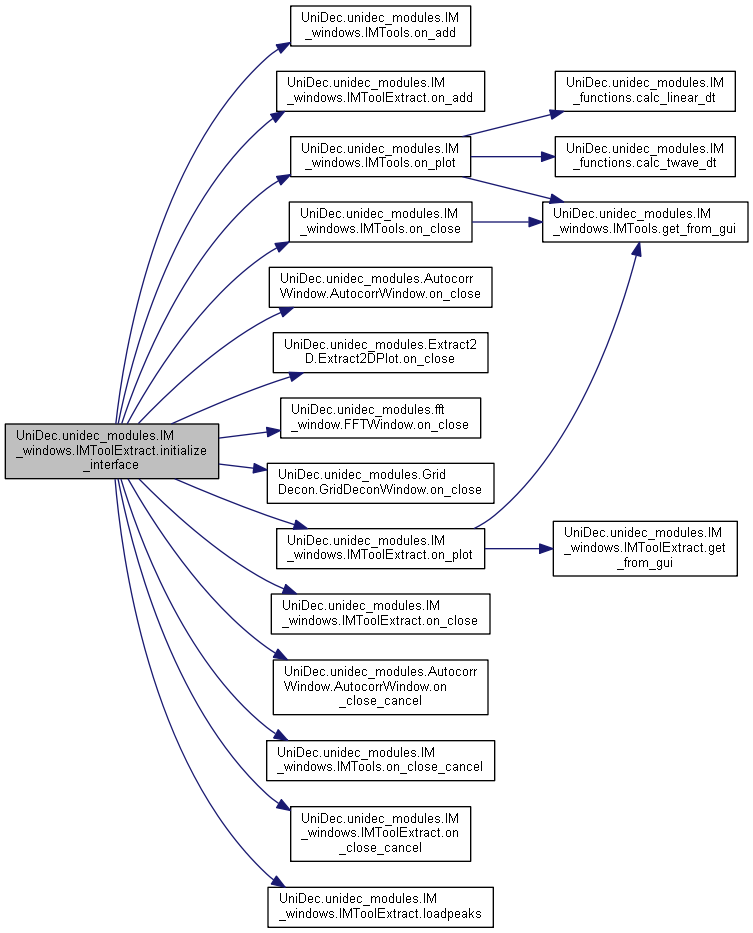 UniDec.unidec_modules.IM
_windows.IMTools.on_add
UniDec.unidec_modules.IM
_windows.IMToolExtract.on_add
UniDec.unidec_modules.IM
_functions.calc_linear_dt
UniDec.unidec_modules.IM
_windows.IMTools.on_plot
UniDec.unidec_modules.IM
_functions.calc_twave_dt
UniDec.unidec_modules.IM
_windows.IMTools.on_close
UniDec.unidec_modules.IM
_windows.IMTools.get_from_gui
UniDec.unidec_modules.Autocorr
Window.AutocorrWindow.on_close
UniDec.unidec_modules.Extract2
D.Extract2DPlot.on_close
UniDec.unidec_modules.fft
_window.FFTWindow.on_close
UniDec.unidec_modules.IM
_windows.IMToolExtract.initialize
_interface
UniDec.unidec_modules.Grid
Decon.GridDeconWindow.on_close
UniDec.unidec_modules.IM
_windows.IMToolExtract.on_plot
UniDec.unidec_modules.IM
_windows.IMToolExtract.get
_from_gui
UniDec.unidec_modules.IM
_windows.IMToolExtract.on_close
UniDec.unidec_modules.Autocorr
Window.AutocorrWindow.on
_close_cancel
UniDec.unidec_modules.IM
_windows.IMTools.on_close_cancel
UniDec.unidec_modules.IM
_windows.IMToolExtract.on
_close_cancel
UniDec.unidec_modules.IM
_windows.IMToolExtract.loadpeaks